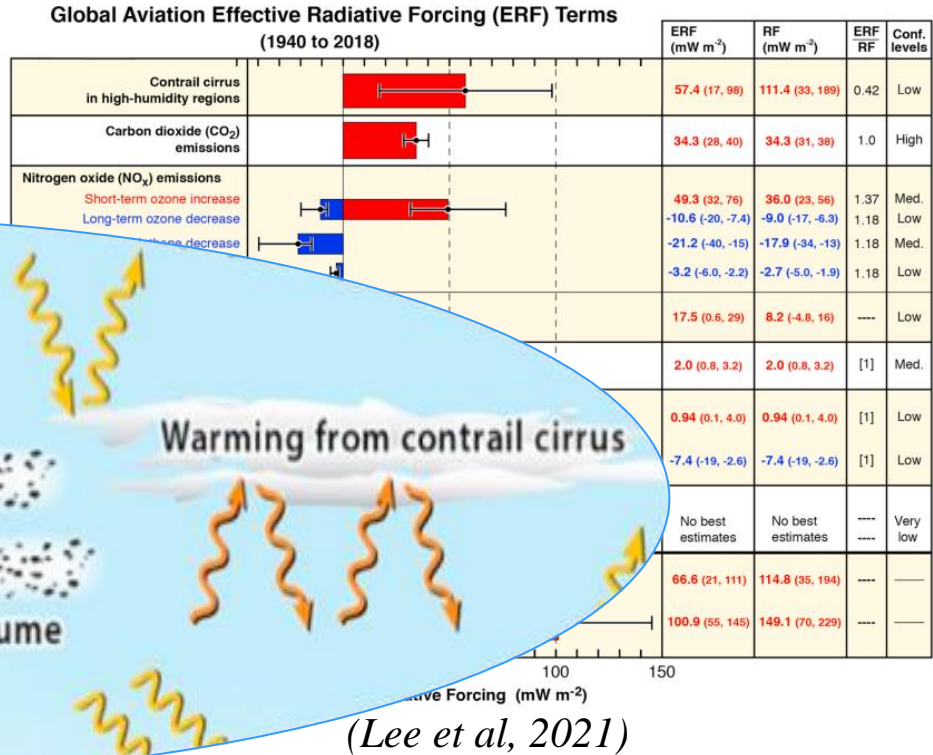 Global Aviation Effective Radiative Forcing (ERF) Terms
(1940 to 2018)
ERF (mW m⁻²) RF (mW m⁻²) ERF RF Conf. levels
Contrail cirrus in high-humidity regions 57.4 (17, 98) 111.4 (33, 189) 0.42 Low
Carbon dioxide (CO₂) emissions 34.3 (28, 40) 34.3 (31, 38) 1.0 High
Nitrogen oxide (NOₓ) emissions
Short-term ozone increase 49.3 (32, 76) 36.0 (23, 56) 1.37 Med.
Long-term ozone decrease -10.6 (-20, -7.4) -9.0 (-17, -6.3) 1.18 Low
decrease -21.2 (-40, -15) -17.9 (-34, -13) 1.18 Med.
-3.2 (-6.0, -2.2) -2.7 (-5.0, -1.9) 1.18 Low
17.5 (0.6, 29) 8.2 (-4.8, 16) ---- Low
2.0 (0.8, 3.2) 2.0 (0.8, 3.2) [1] Med.
0.94 (0.1, 4.0) 0.94 (0.1, 4.0) [1] Low
Warming from contrail cirrus
-7.4 (-19, -2.6) -7.4 (-19, -2.6) [1] Low
No best estimates No best estimates ---- ---- Very low
66.6 (21, 111) 114.8 (35, 194) ---- ——
100.9 (55, 145) 149.1 (70, 229) ---- ——
ume
100 150
Forcing (mW m⁻²)
(Lee et al, 2021)